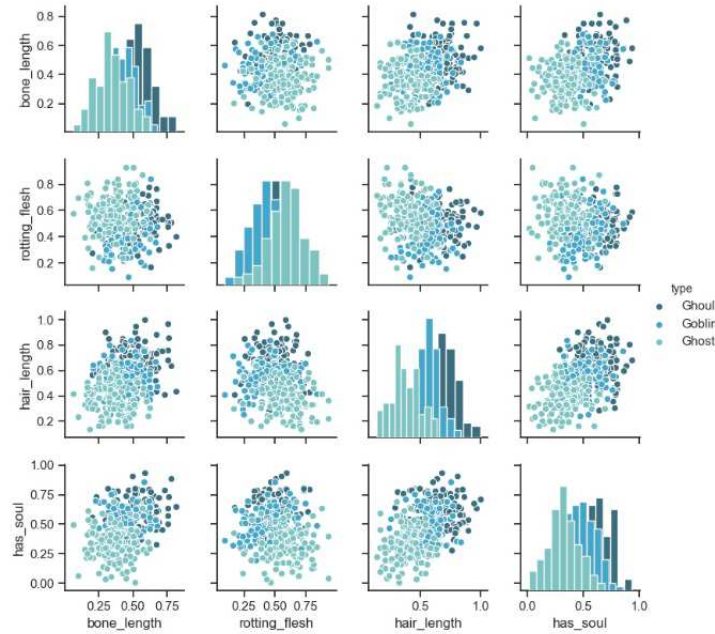 bone_length
0.8
0.6
0.4
0.2
rotting_flesh
0.8
0.6
0.4
0.2
type
Ghoul
Goblin
Ghost
hair_length
1.0
0.8
0.6
0.4
0.2
has_soul
1.00
0.75
0.50
0.25
0.00
0.25 0.50 0.75
0.25 0.50 0.75
0.5 1.0
0.0 0.5 1.0
bone_length
rotting_flesh
hair_length
has_soul